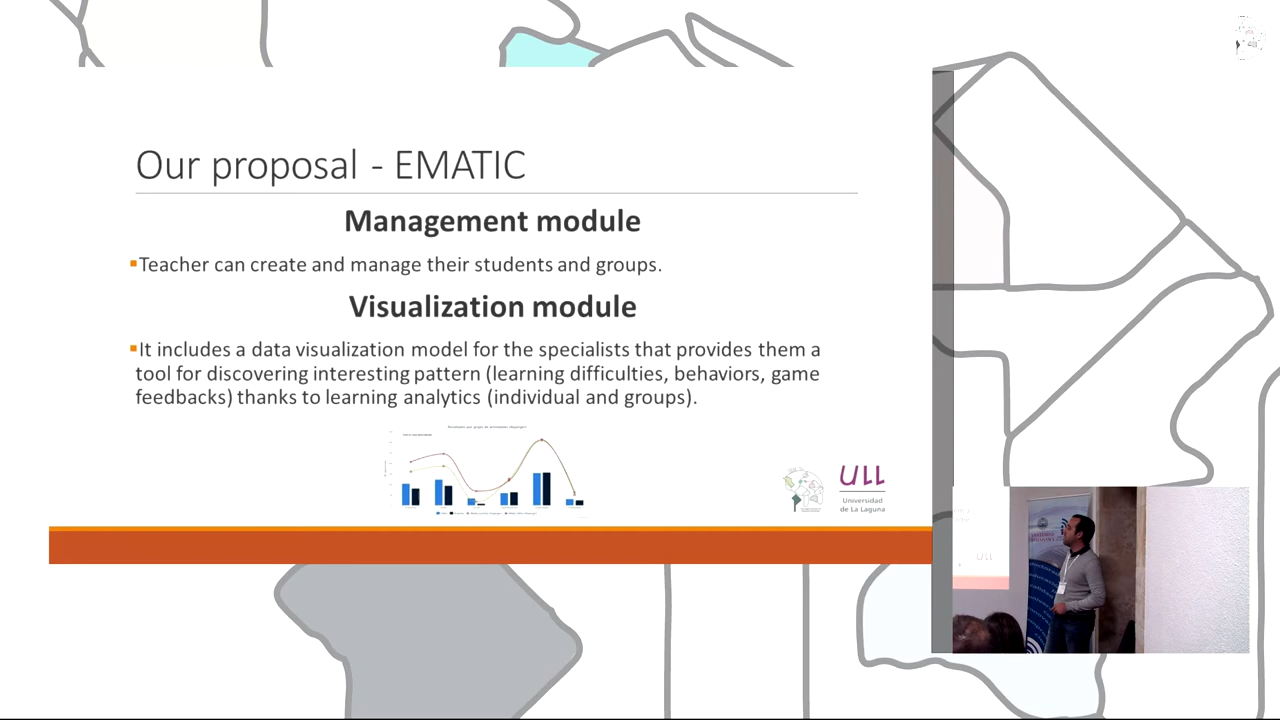 Our proposal - EMATIC
Management module
▪Teacher can create and manage their students and groups.
Visualization module
▪It includes a data visualization model for the specialists that provides them a
tool for discovering interesting pattern (learning difficulties, behaviors, game
feedbacks) thanks to learning analytics (individual and groups).
ULL
Universidad
de La Laguna
ULL